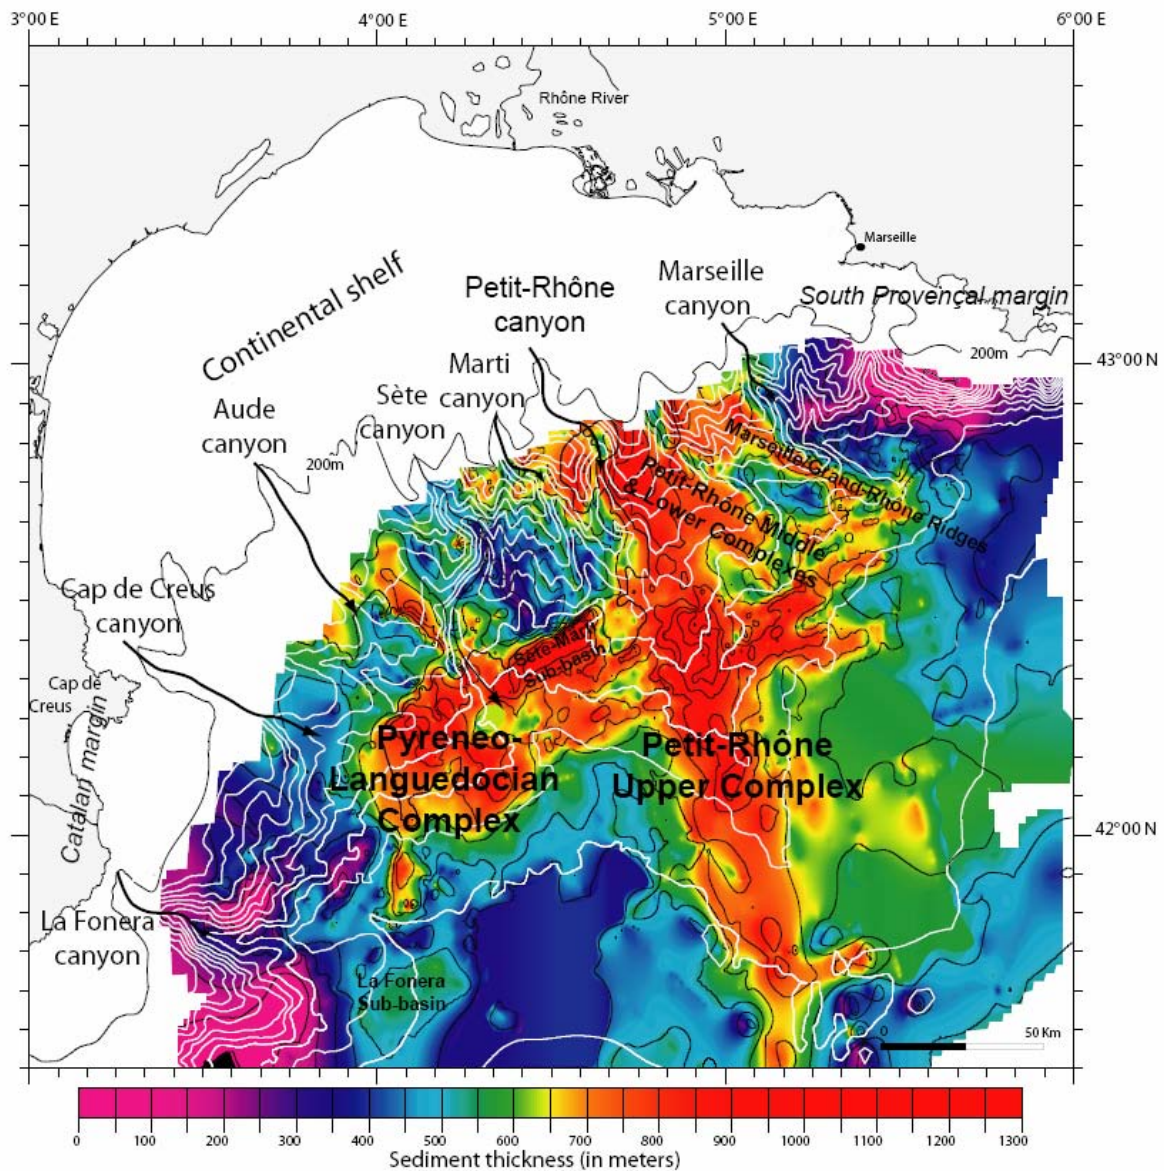 3°00 E
4°00 E
5°00 E
6°00 E
Rhône River
Marseille
Marseille
canyon
South Provençal margin
Petit-Rhône
canyon
Continental shelf
200m
43°00 N
Marti
canyon
Sète
canyon
Aude
canyon
200m
Marseille/Grand-Rhône Ridges
Petit-Rhône Middle
& Lower Complexes
Cap de Creus
canyon
Sète-Marti
Sub-basin
Cap de
Creus
Catalan margin
Pyreneo-
Languedocian
Complex
Petit-Rhône
Upper Complex
42°00 N
La Fonera
canyon
La Fonera
Sub-basin
0
50 Km
0 100 200 300 400 500 600 700 800 900 1000 1100 1200 1300
Sediment thickness (in meters)